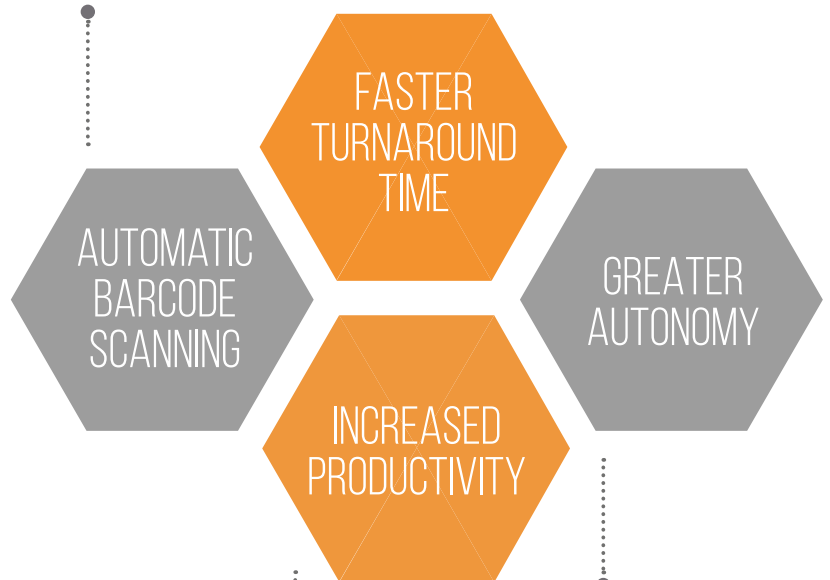 FASTER
TURNAROUND
TIME
AUTOMATIC
BARCODE
SCANNING
GREATER
AUTONOMY
INCREASED
PRODUCTIVITY